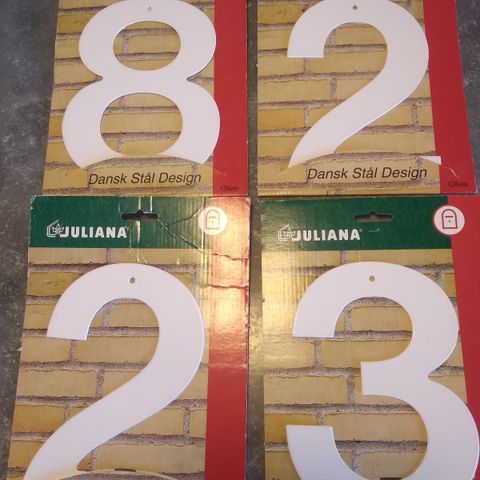 8
2
Dansk Stål Design
Oliver
Dansk Stål Design
Oliver
JULIANA®
JULIANA®
2
3